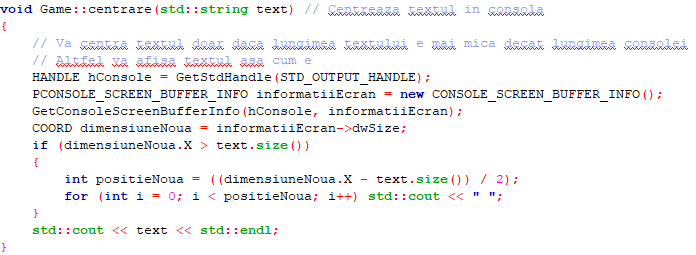 void Game::centrare(std::string text) // Centreaza textul in consola
{
    // Va centra textul doar daca lungimea textului e mai mica decat lungimea consolei
    // Altfel va afisa textul asa cum e
    HANDLE hConsole = GetStdHandle(STD_OUTPUT_HANDLE);
    PCONSOLE_SCREEN_BUFFER_INFO informatiiEcran = new CONSOLE_SCREEN_BUFFER_INFO();
    GetConsoleScreenBufferInfo(hConsole, informatiiEcran);
    COORD dimensiuneNoua = informatiiEcran->dwSize;
    if (dimensiuneNoua.X > text.size())
    {
        int positieNoua = ((dimensiuneNoua.X - text.size()) / 2);
        for (int i = 0; i < positieNoua; i++) std::cout << " ";
    }
    std::cout << text << std::endl;
}